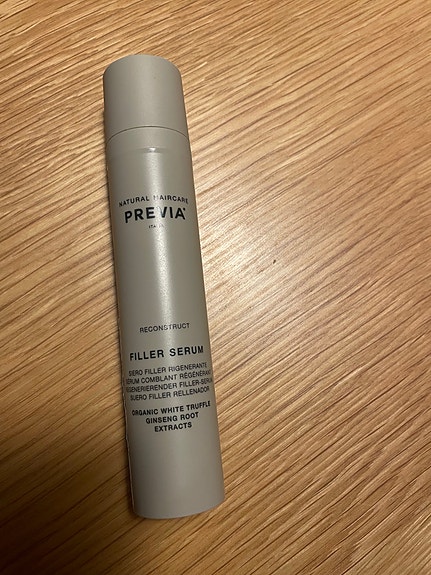 NATURAL HAIRCARE
PREVIA®
ITALIA
RECONSTRUCT
FILLER SERUM
SIERO FILLER RIGENERANTE
SERUM COMBLANT RÉGÉNÉRANT
REGENERIERENDER FILLER-SERUM
SUERO FILLER RELLENADOR
ORGANIC WHITE TRUFFLE
GINSENG ROOT
EXTRACTS